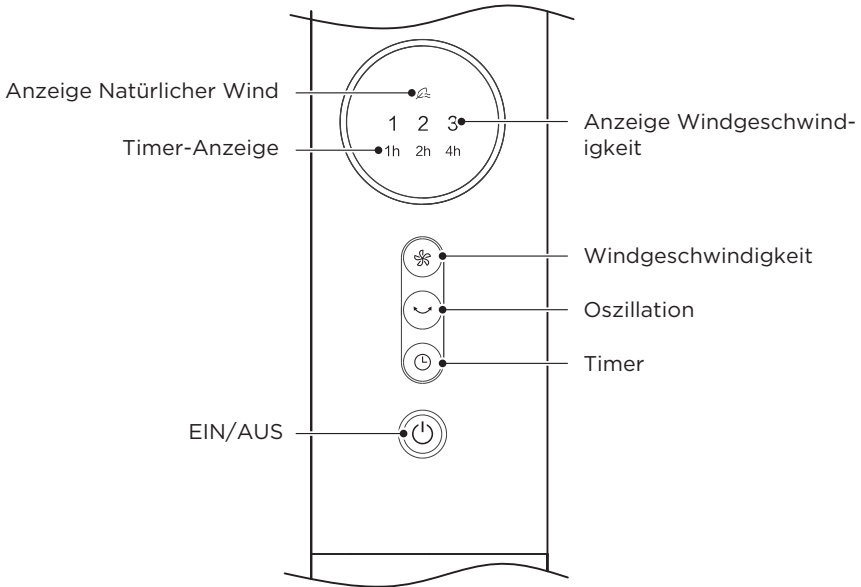 Anzeige Natürlicher Wind
1 2 3
Anzeige Windgeschwind-
igkeit
Timer-Anzeige
1h 2h 4h
Windgeschwindigkeit
Oszillation
Timer
EIN/AUS